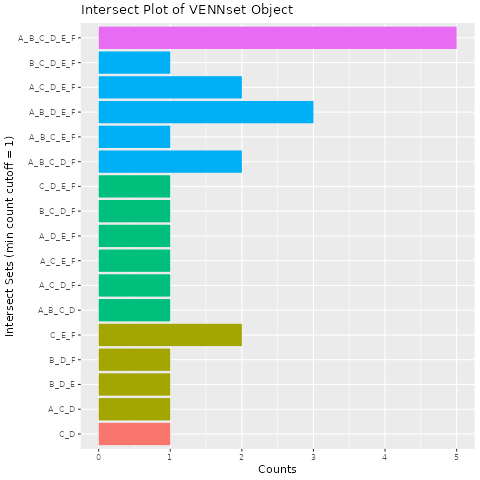 Intersect Plot of VENNset Object
Intersect Sets (min count cutoff = 1)
A_B_C_D_E_F
B_C_D_E_F
A_C_D_E_F
A_B_D_E_F
A_B_C_E_F
A_B_C_D_F
C_D_E_F
B_C_D_F
A_D_E_F
A_C_E_F
A_C_D_F
A_B_C_D
C_E_F
B_D_F
B_D_E
A_C_D
C_D
0 1 2 3 4 5
Counts